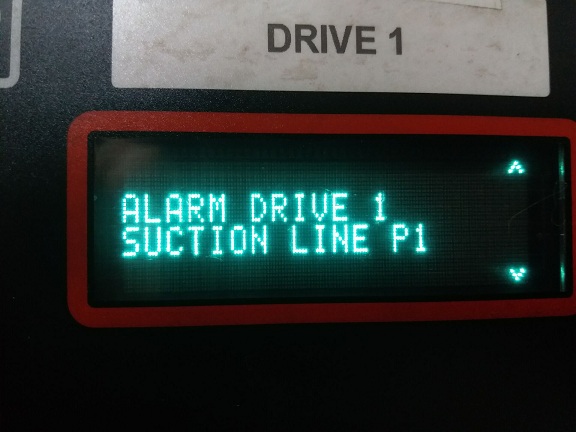 DRIVE 1
ALARM DRIVE 1
SUCTION LINE P1